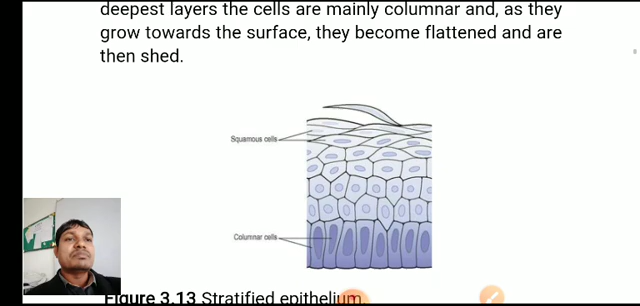 deepest layers the cells are mainly columnar and, as they
grow towards the surface, they become flattened and are
then shed.
Squamous cells
Columnar cells
Figure 3.13 Stratified epithelium